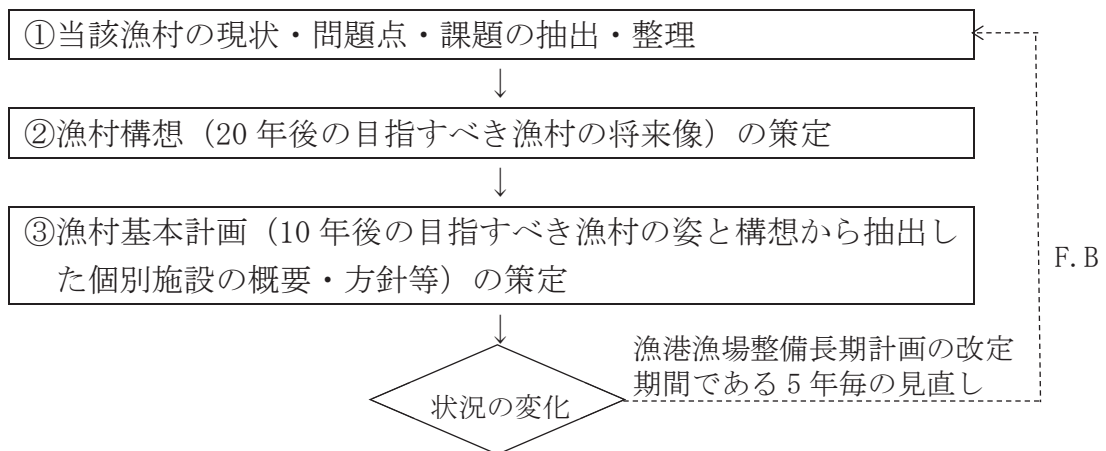 ①当該漁村の現状・問題点・課題の抽出・整理
↓
②漁村構想（20 年後の目指すべき漁村の将来像）の策定
↓
③漁村基本計画（10 年後の目指すべき漁村の姿と構想から抽出し
た個別施設の概要・方針等）の策定
F.B
↓
漁港漁場整備長期計画の改定
期間である 5 年毎の見直し
状況の変化